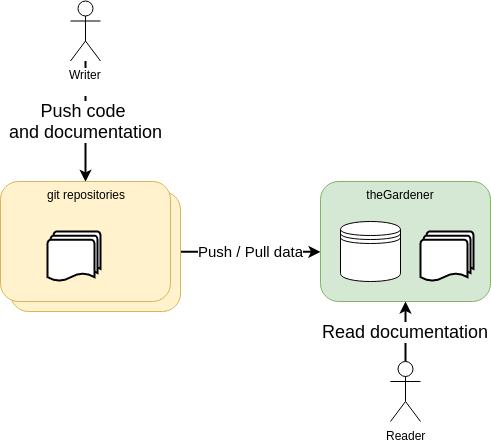 Writer
Push code
and documentation
git repositories
theGardener
Push / Pull data
Read documentation
Reader